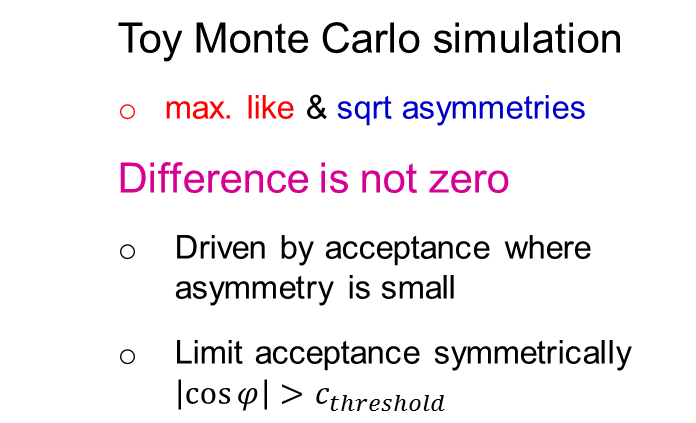 Toy Monte Carlo simulation
o max. like & sqrt asymmetries
Difference is not zero
o Driven by acceptance where
asymmetry is small
o Limit acceptance symmetrically
|cos φ| > c_threshold